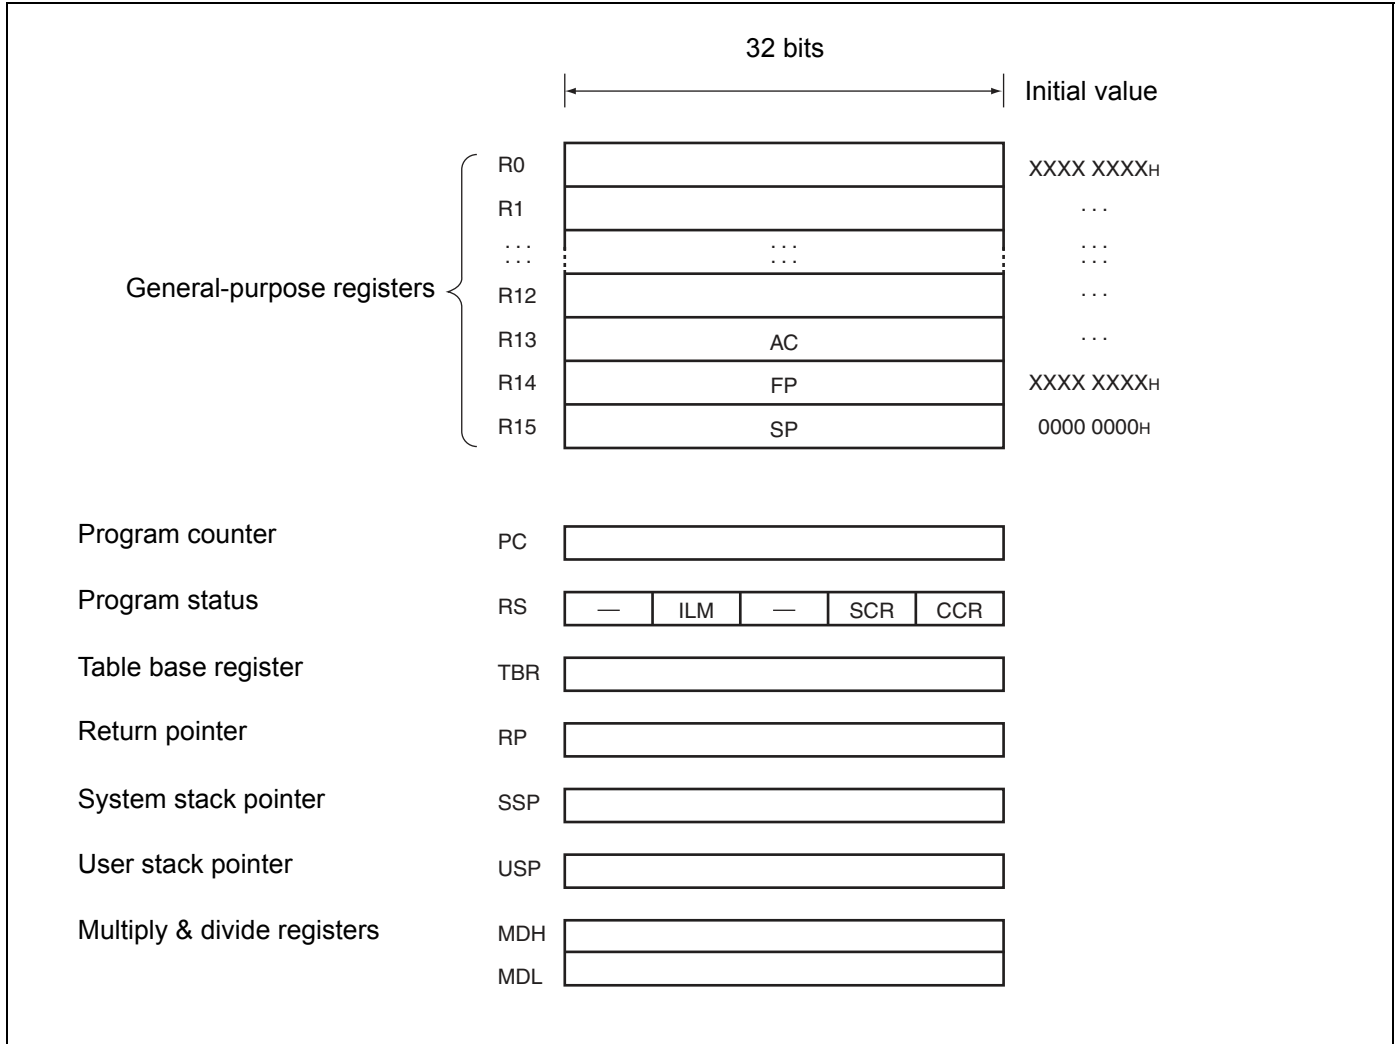 32 bits
Initial value
R0 XXXX XXXXH
R1 . . .
. . . . . . . . .
. . . . . . . . .
General-purpose registers
R12 . . .
R13 AC . . .
R14 FP XXXX XXXXH
R15 SP 0000 0000H
Program counter PC
Program status RS — ILM — SCR CCR
Table base register TBR
Return pointer RP
System stack pointer SSP
User stack pointer USP
Multiply & divide registers MDH
MDL